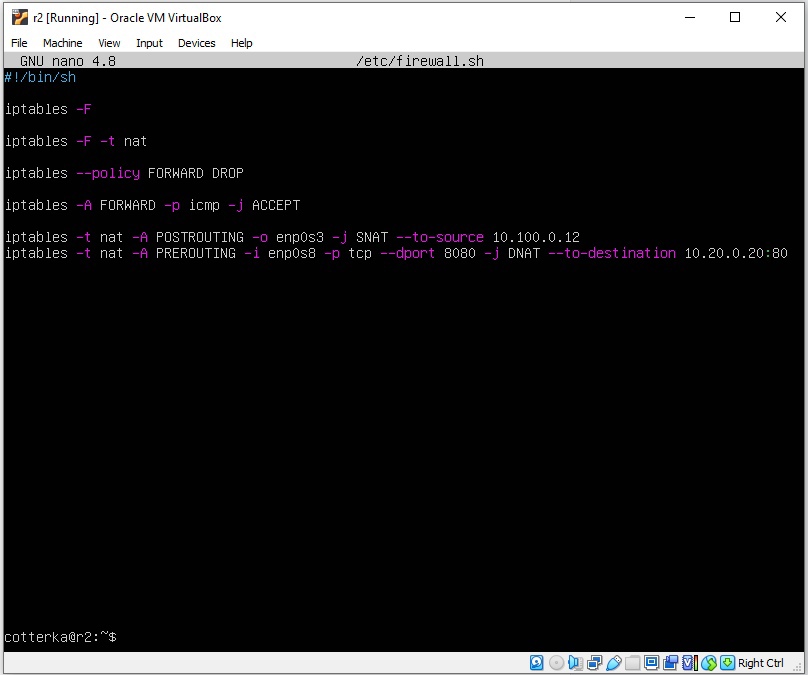 r2 [Running] - Oracle VM VirtualBox
File Machine View Input Devices Help
GNU nano 4.8 /etc/firewall.sh
#!/bin/sh
iptables -F
iptables -F -t nat
iptables --policy FORWARD DROP
iptables -A FORWARD -p icmp -j ACCEPT
iptables -t nat -A POSTROUTING -o enp0s3 -j SNAT --to-source 10.100.0.12
iptables -t nat -A PREROUTING -i enp0s8 -p tcp --dport 8080 -j DNAT --to-destination 10.20.0.20:80
cotterka@r2:~$
Right Ctrl